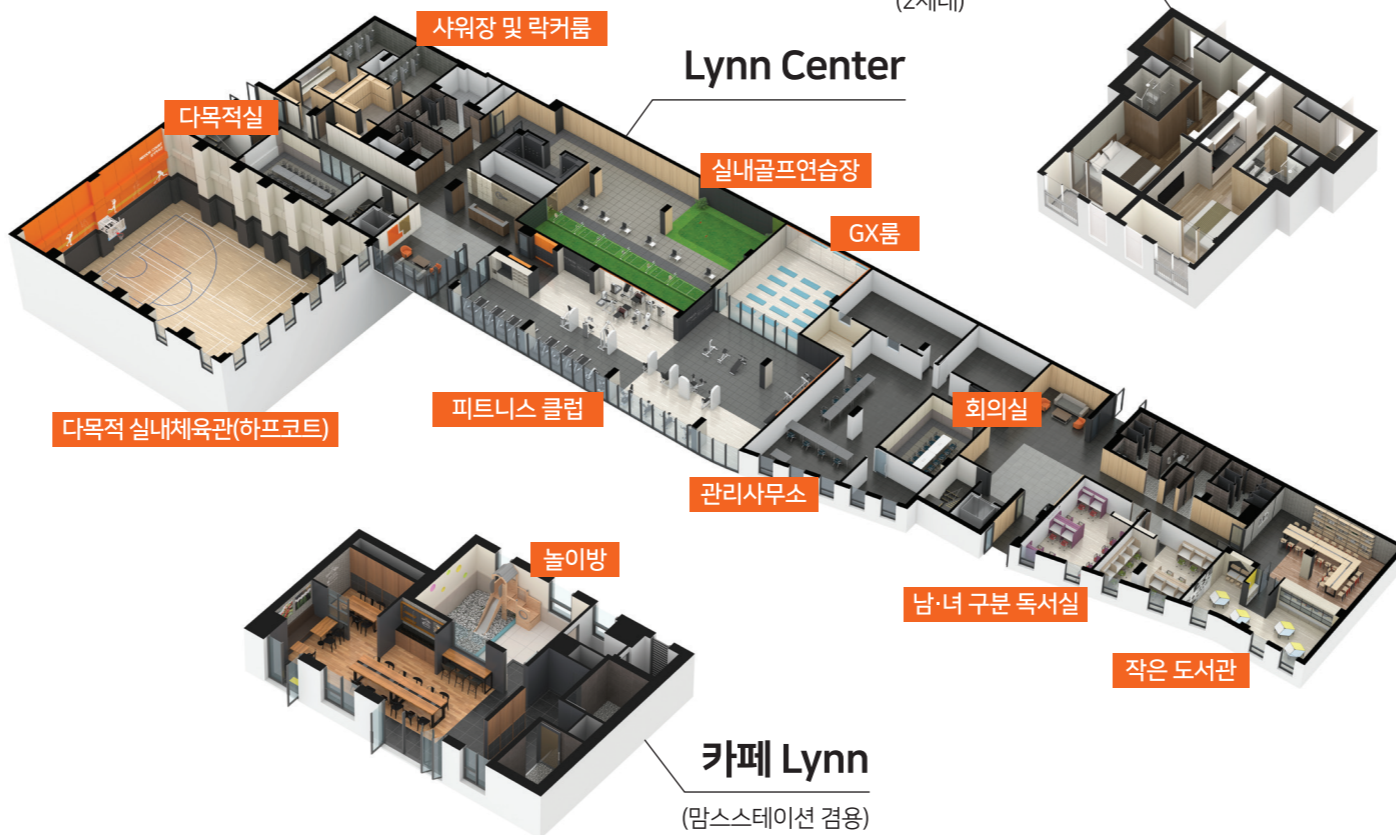 (2세대)
샤워장 및 락커룸
Lynn Center
다목적실
실내골프연습장
GX룸
피트니스 클럽
회의실
다목적 실내체육관(하프코트)
관리사무소
놀이방
남·녀 구분 독서실
작은 도서관
카페 Lynn
(맘스스테이션 겸용)